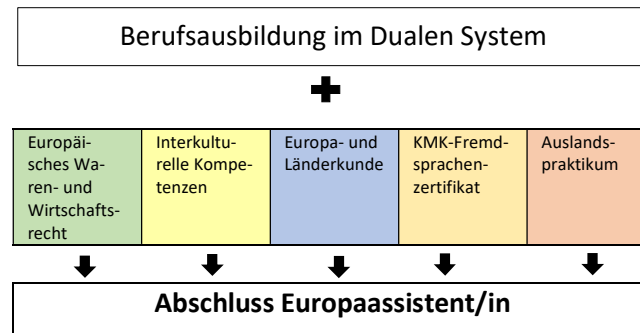 Berufsausbildung im Dualen System
+
Europäi-
sches Wa-
ren- und
Wirtschafts-
recht
Interkultu-
relle Kompe-
tenzen
Europa- und
Länderkunde
KMK-Fremd-
sprachen-
zertifikat
Auslands-
praktikum
Abschluss Europaassistent/in